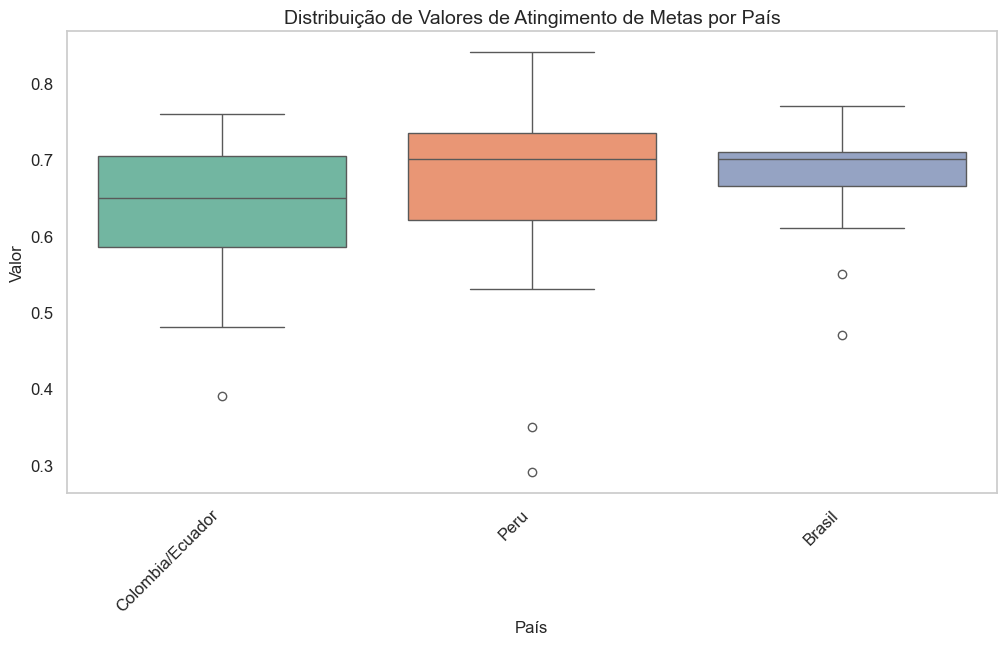 Distribuição de Valores de Atingimento de Metas por País
0.8
0.7
0.6
0.5
0.4
0.3
Valor
Colombia/Ecuador
Peru
Brasil
País